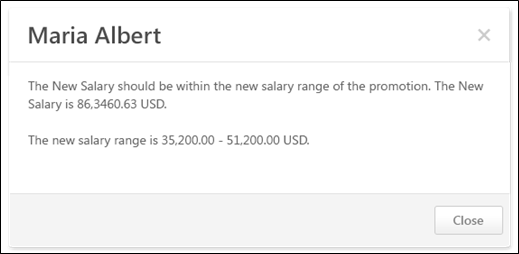 Maria Albert
The New Salary should be within the new salary range of the promotion. The New
Salary is 86,3460.63 USD.
The new salary range is 35,200.00 - 51,200.00 USD.
Close